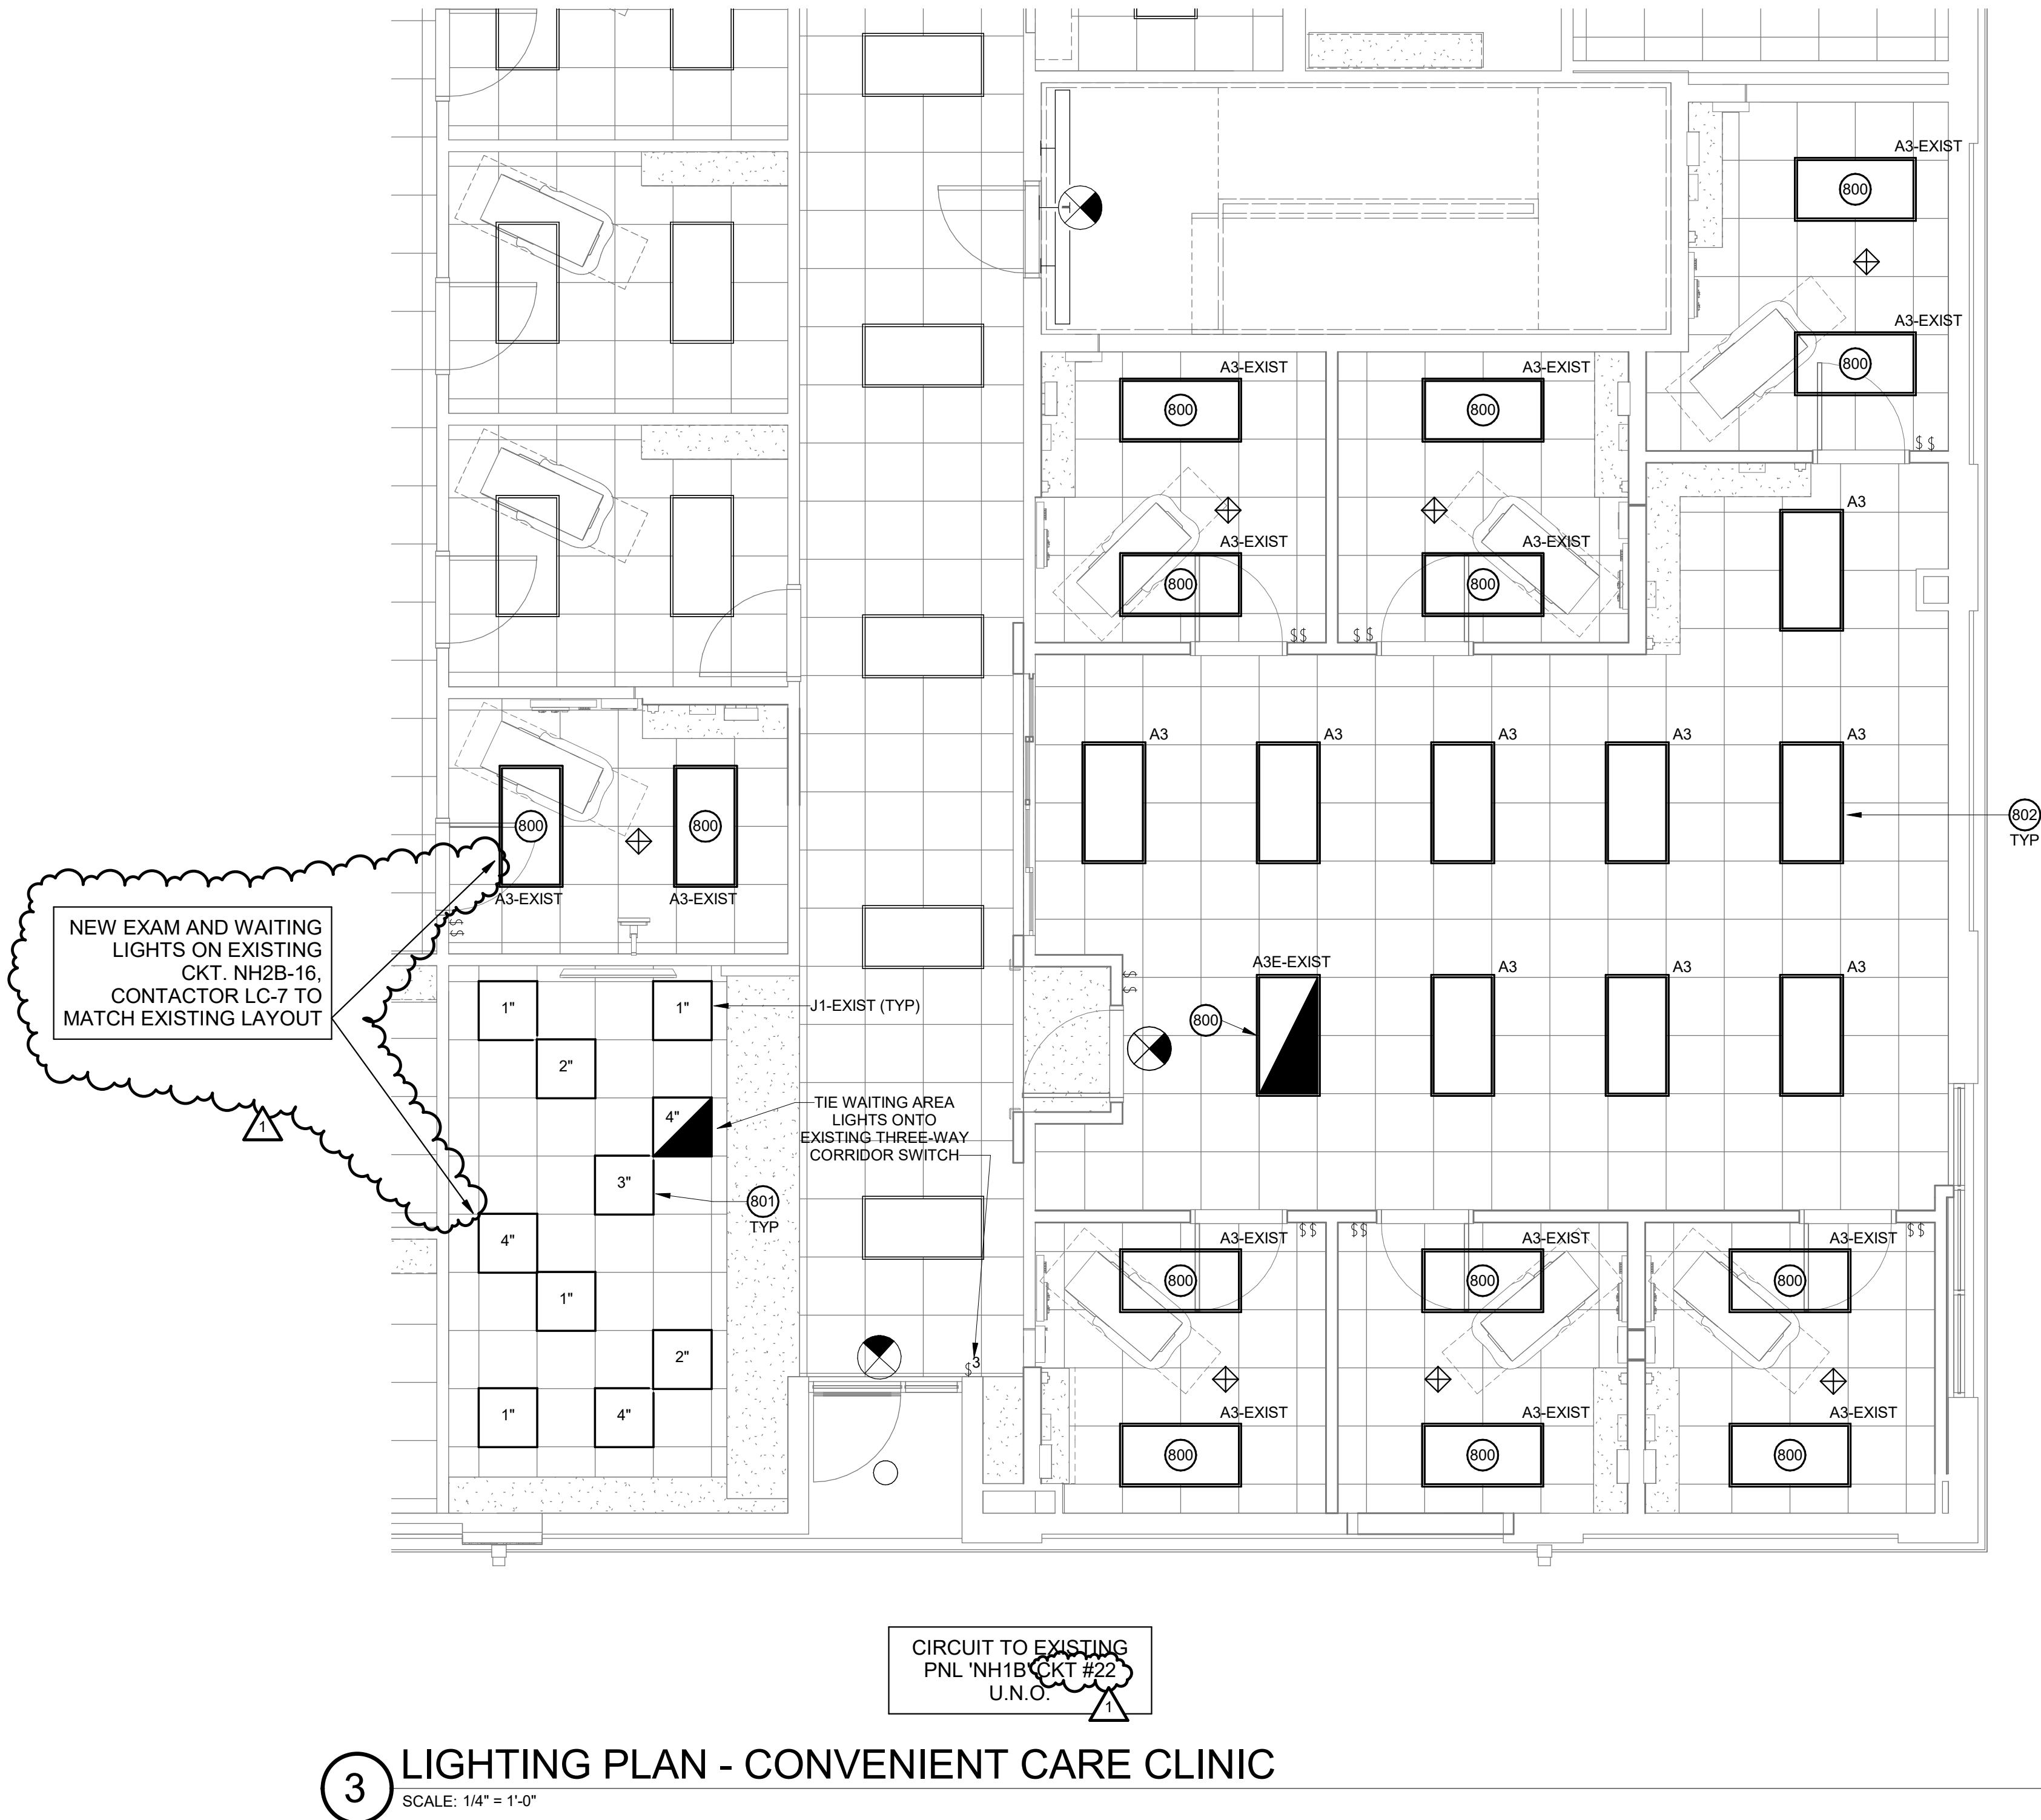 A3-EXIST
800
A3-EXIST
800
$ $
A3-EXIST
800
A3-EXIST
800
A3-EXIST
800
A3-EXIST
800
$$
$ $
A3
A3
A3
A3
A3
A3
802
TYP
800
800
A3-EXIST
A3-EXIST
$$
NEW EXAM AND WAITING
LIGHTS ON EXISTING
CKT. NH2B-16,
CONTACTOR LC-7 TO
MATCH EXISTING LAYOUT
1
1"
1"
J1-EXIST (TYP)
2"
4"
TIE WAITING AREA
LIGHTS ONTO
EXISTING THREE-WAY
CORRIDOR SWITCH
3"
801
TYP
4"
1"
2"
1"
4"
$3
A3E-EXIST
800
$$
A3
A3
A3
$$
$$
$$
A3-EXIST
800
A3-EXIST
800
A3-EXIST
800
A3-EXIST
800
A3-EXIST
800
A3-EXIST
800
CIRCUIT TO EXISTING
PNL 'NH1B' CKT #22
U.N.O.
1
3
LIGHTING PLAN - CONVENIENT CARE CLINIC
SCALE: 1/4" = 1'-0"